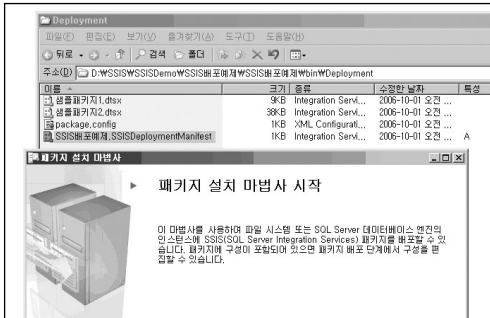 Deployment
파일(F) 편집(E) 보기(V) 즐겨찾기(A) 도구(T) 도움말(H)
뒤로 검색 폴더
주소(D) D:₩SSIS₩SSISDemo₩SSIS배포예제₩SSIS배포예제₩bin₩Deployment
이름 크기 종류 수정한 날짜 특성
샘플패키지1.dtsx 9KB Integration Servi... 2006-10-01 오전 ...
샘플패키지2.dtsx 38KB Integration Servi... 2006-10-01 오전 ...
package.config 1KB XML Configurati... 2006-10-01 오전 ...
SSIS배포예제.SSISDeploymentManifest 1KB Integration Servi... 2006-10-01 오전 ... A
패키지 설치 마법사
패키지 설치 마법사 시작
이 마법사를 사용하여 파일 시스템 또는 SQL Server 데이터베이스 엔진의
인스턴스에 SSIS(SQL Server Integration Services) 패키지를 배포할 수 있
습니다. 패키지에 구성이 포함되어 있으면 패키지 배포 단계에서 구성을 편
집할 수 있습니다.